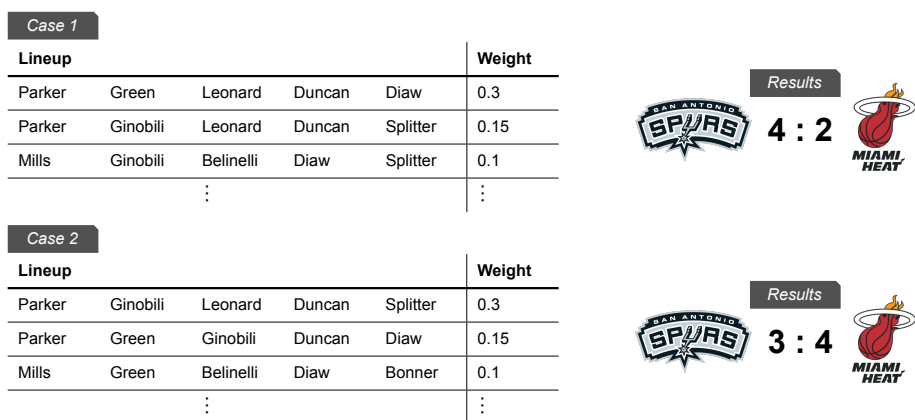 Case 1
Lineup Weight
Parker Green Leonard Duncan Diaw 0.3
Parker Ginobili Leonard Duncan Splitter 0.15
Mills Ginobili Belinelli Diaw Splitter 0.1
⋮ ⋮
Results
SAN ANTONIO
SPURS
4 : 2
MIAMI
HEAT
Case 2
Lineup Weight
Parker Ginobili Leonard Duncan Splitter 0.3
Parker Green Ginobili Duncan Diaw 0.15
Mills Green Belinelli Diaw Bonner 0.1
⋮ ⋮
Results
SAN ANTONIO
SPURS
3 : 4
MIAMI
HEAT